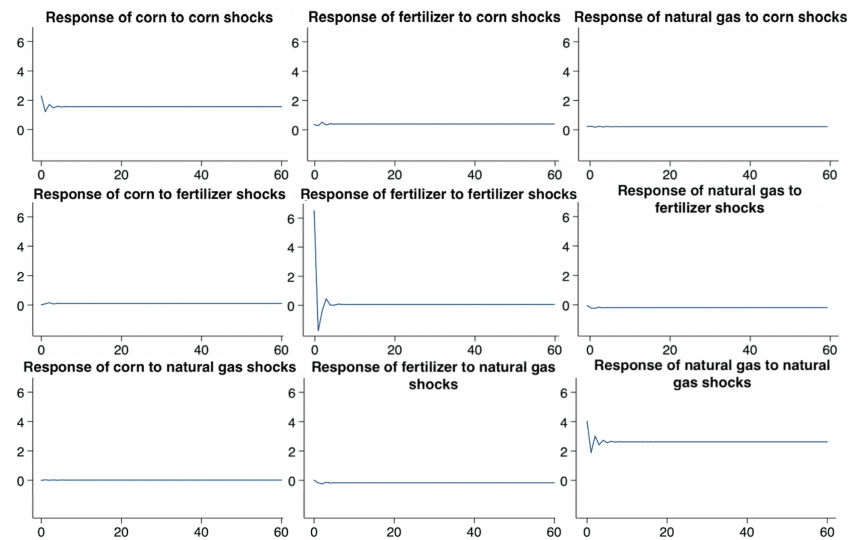 Response of corn to corn shocks
Response of fertilizer to corn shocks
Response of natural gas to corn shocks
6
4
2
0
0 20 40 60
6
4
2
0
0 20 40 60
6
4
2
0
0 20 40 60
Response of corn to fertilizer shocks
Response of fertilizer to fertilizer shocks
Response of natural gas to
fertilizer shocks
6
4
2
0
0 20 40 60
6
4
2
0
0 20 40 60
6
4
2
0
0 20 40 60
Response of corn to natural gas shocks
Response of fertilizer to natural gas
shocks
Response of natural gas to natural
gas shocks
6
4
2
0
0 20 40 60
6
4
2
0
0 20 40 60
6
4
2
0
0 20 40 60